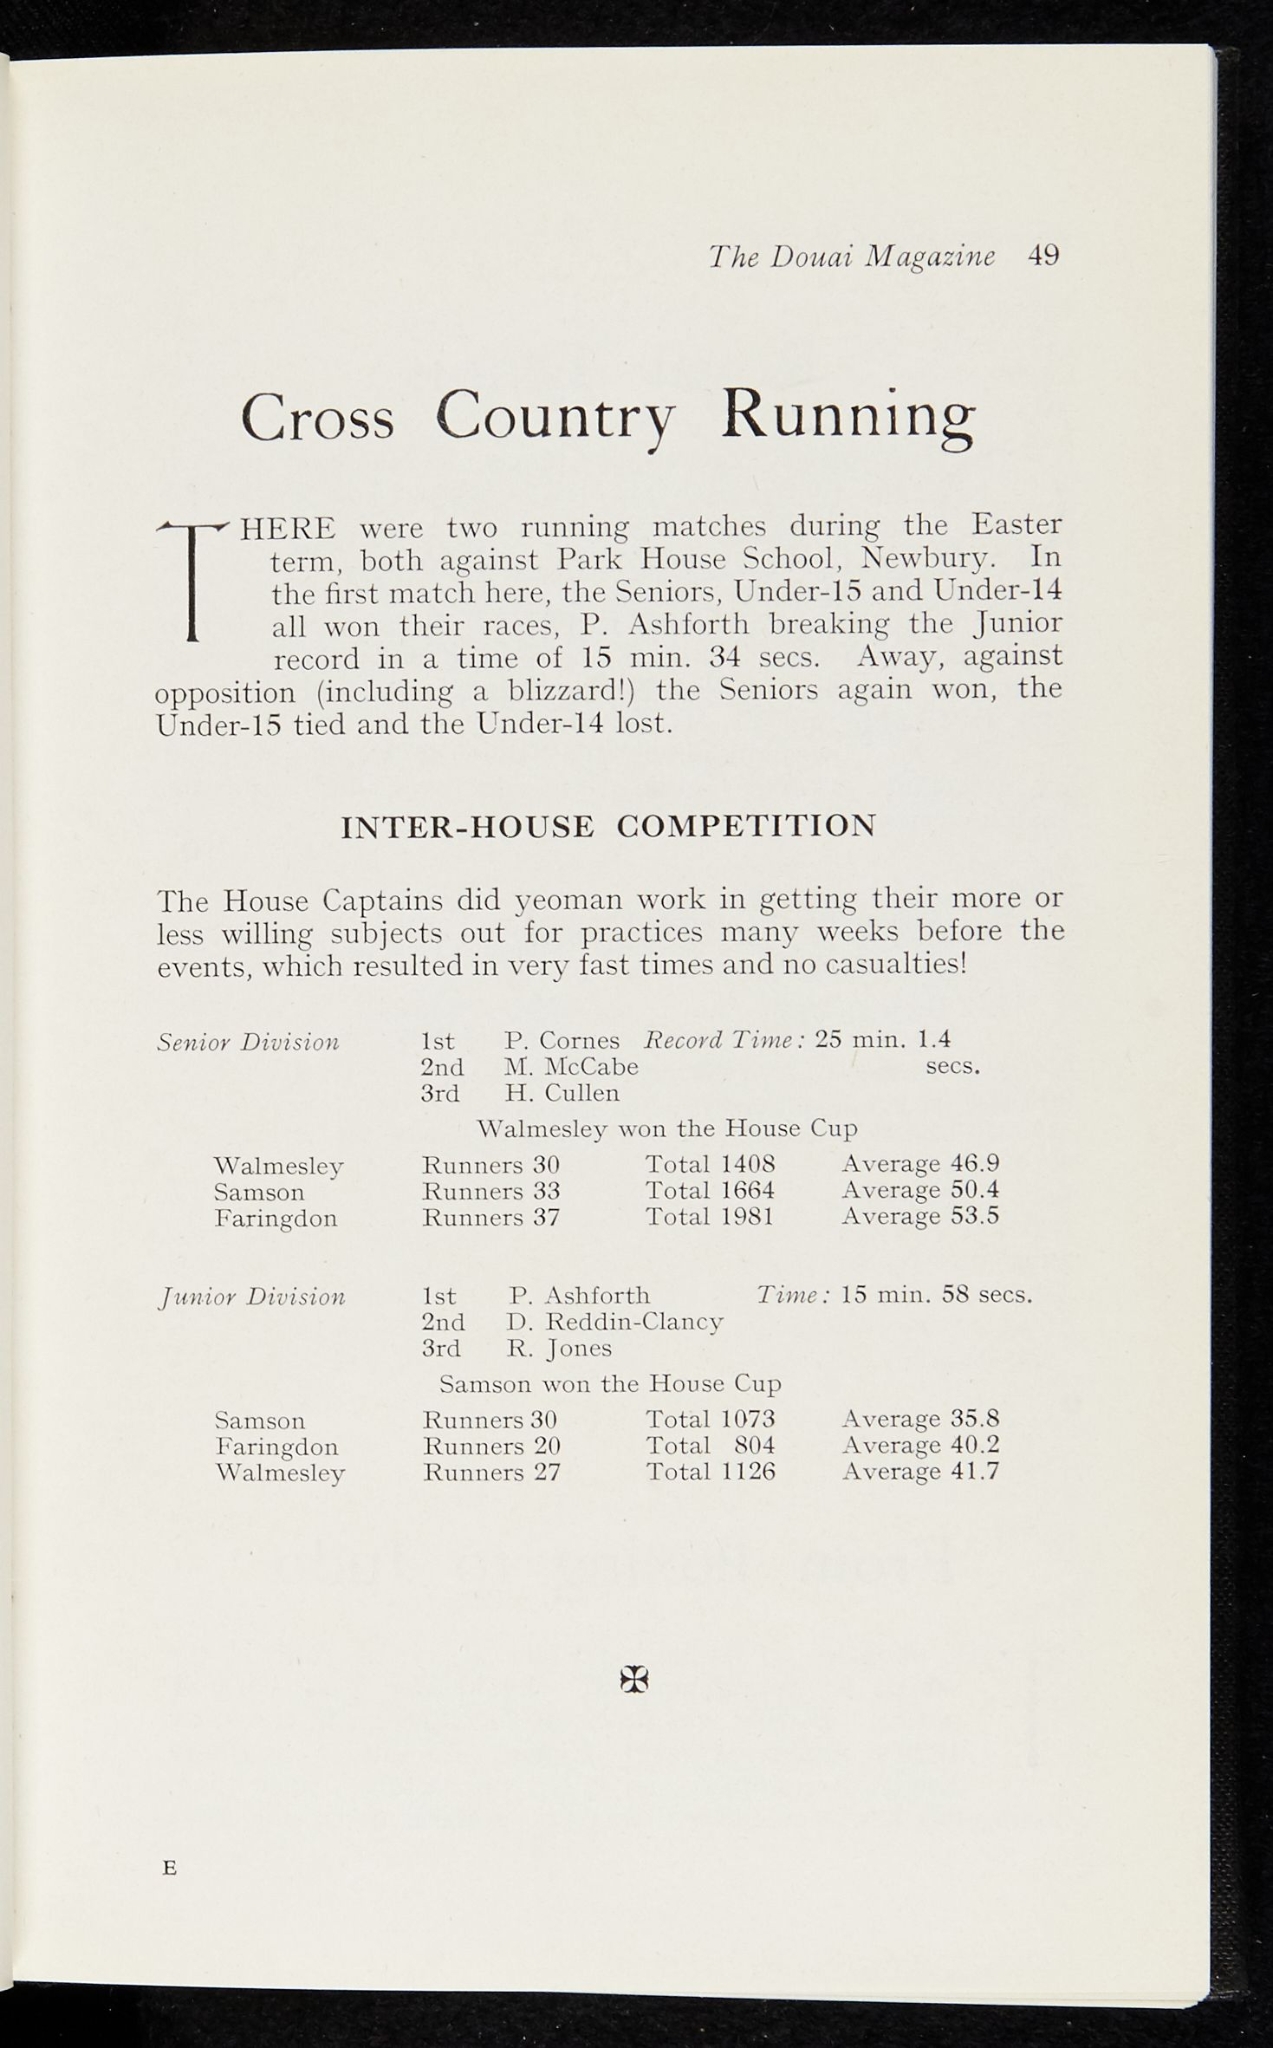 The Douai Magazine 49
Cross Country Running
THERE were two running matches during the Easter
term, both against Park House School, Newbury. In
the first match here, the Seniors, Under-15 and Under-14
all won their races, P. Ashforth breaking the Junior
record in a time of 15 min. 34 secs. Away, against
opposition (including a blizzard!) the Seniors again won, the
Under-15 tied and the Under-14 lost.
INTER-HOUSE COMPETITION
The House Captains did yeoman work in getting their more or
less willing subjects out for practices many weeks before the
events, which resulted in very fast times and no casualties!
Senior Division 1st P. Cornes Record Time: 25 min. 1.4
2nd M. McCabe secs.
3rd H. Cullen
Walmesley won the House Cup
Walmesley Runners 30 Total 1408 Average 46.9
Samson Runners 33 Total 1664 Average 50.4
Faringdon Runners 37 Total 1981 Average 53.5
Junior Division 1st P. Ashforth Time: 15 min. 58 secs.
2nd D. Reddin-Clancy
3rd R. Jones
Samson won the House Cup
Samson Runners 30 Total 1073 Average 35.8
Faringdon Runners 20 Total 804 Average 40.2
Walmesley Runners 27 Total 1126 Average 41.7
E